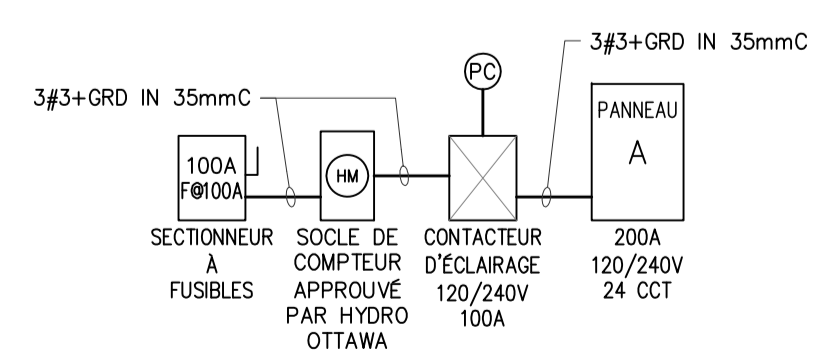 3#3+GRD IN 35mmC
3#3+GRD IN 35mmC
100A
F@100A
SECTIONNEUR
À
FUSIBLES
HM
SOCLE DE
COMPTEUR
APPROUVÉ
PAR HYDRO
OTTAWA
PC
CONTACTEUR
D'ÉCLAIRAGE
120/240V
100A
PANNEAU
A
200A
120/240V
24 CCT